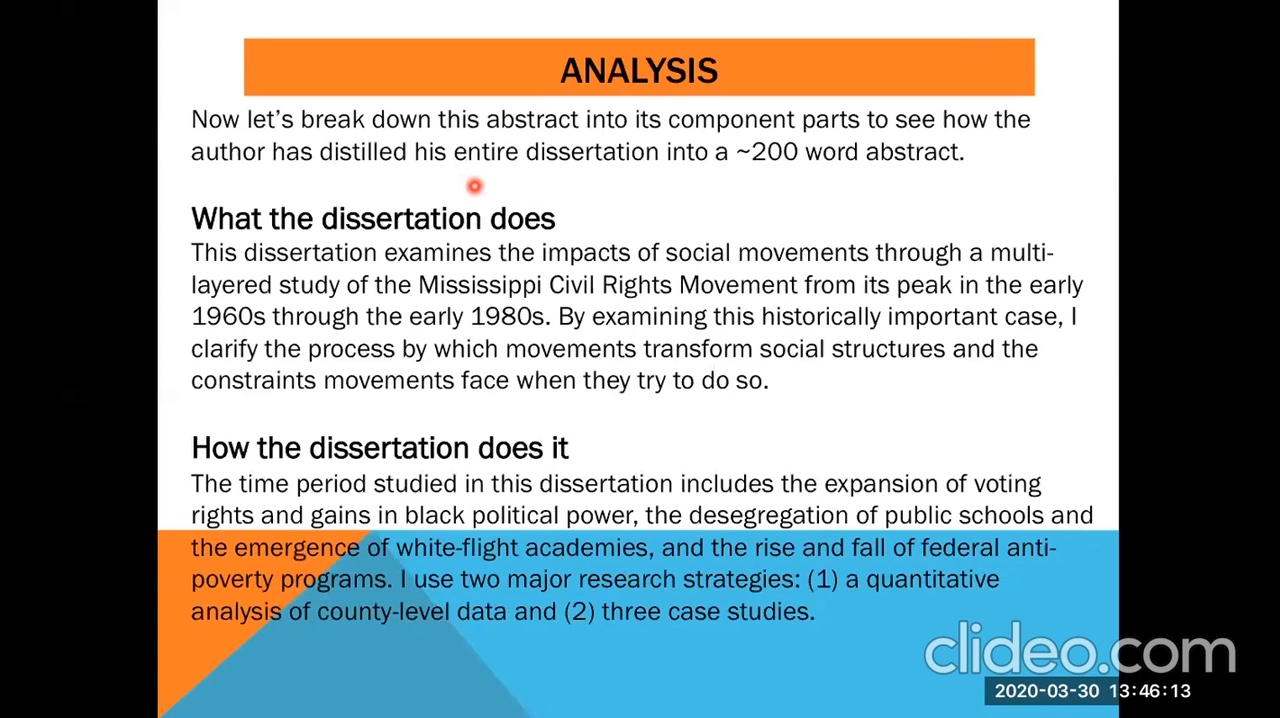 ANALYSIS
Now let's break down this abstract into its component parts to see how the
author has distilled his entire dissertation into a ~200 word abstract.
What the dissertation does
This dissertation examines the impacts of social movements through a multi-
layered study of the Mississippi Civil Rights Movement from its peak in the early
1960s through the early 1980s. By examining this historically important case, I
clarify the process by which movements transform social structures and the
constraints movements face when they try to do so.
How the dissertation does it
The time period studied in this dissertation includes the expansion of voting
rights and gains in black political power, the desegregation of public schools and
the emergence of white-flight academies, and the rise and fall of federal anti-
poverty programs. I use two major research strategies: (1) a quantitative
analysis of county-level data and (2) three case studies.
clideo.com
2020-03-30 13:46:13